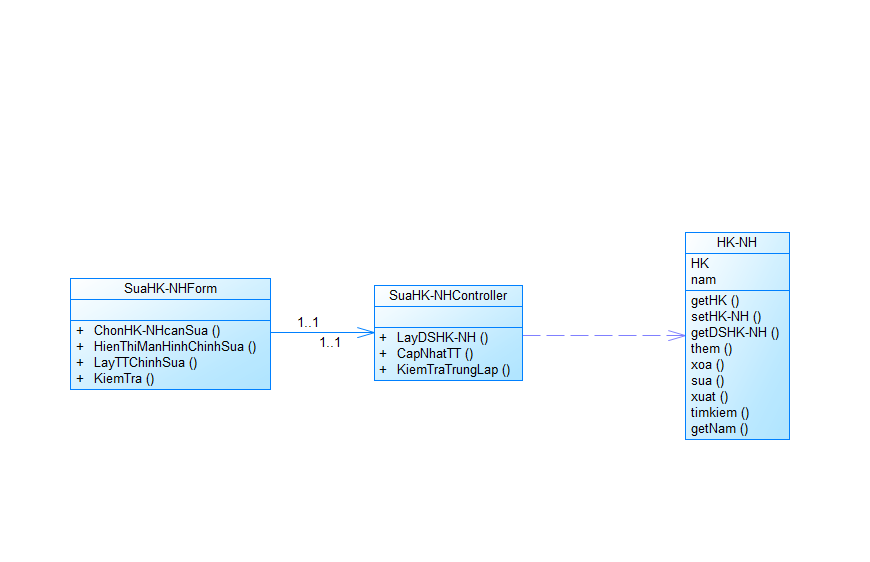 SuaHK-NHForm
+ ChonHK-NHcanSua ()
+ HienThiManHinhChinhSua ()
+ LayTTChinhSua ()
+ KiemTra ()
1..1
1..1
SuaHK-NHController
+ LayDSHK-NH ()
+ CapNhatTT ()
+ KiemTraTrungLap ()
HK-NH
HK
nam
getHK ()
setHK-NH ()
getDSHK-NH ()
them ()
xoa ()
sua ()
xuat ()
timkiem ()
getNam ()